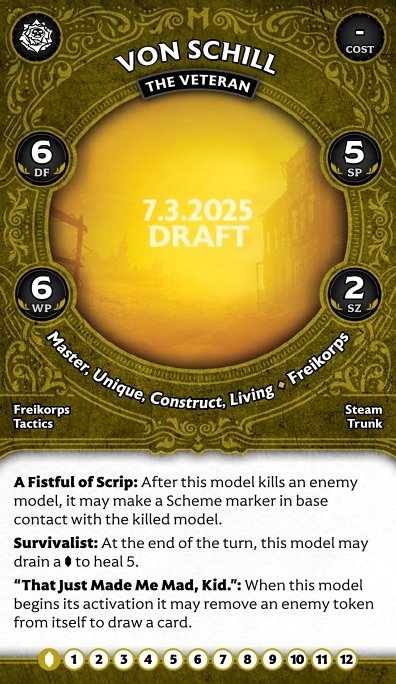 VON SCHILL
THE VETERAN
-
COST
6
DF
5
SP
7.3.2025
DRAFT
6
WP
2
SZ
Master, Unique, Construct, Living • Freikorps
Freikorps
Tactics
Steam
Trunk
A Fistful of Scrip: After this model kills an enemy
model, it may make a Scheme marker in base
contact with the killed model.
Survivalist: At the end of the turn, this model may
drain a to heal 5.
“That Just Made Me Mad, Kid.”: When this model
begins its activation it may remove an enemy token
from itself to draw a card.
1 2 3 4 5 6 7 8 9 10 11 12